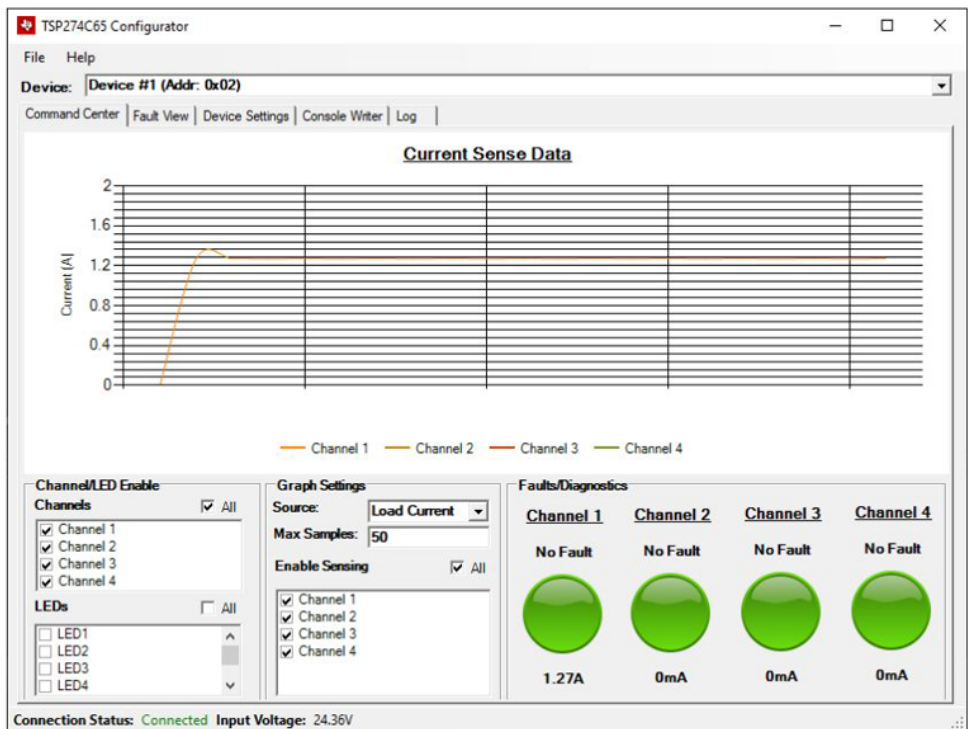 TSP274C65 Configurator
File Help
Device: Device #1 (Addr: 0x02)
Command Center Fault View Device Settings Console Writer Log
Current Sense Data
Current (A)
2
1.6
1.2
0.8
0.4
0
Channel 1 Channel 2 Channel 3 Channel 4
Channel/LED Enable
Channels All
Channel 1
Channel 2
Channel 3
Channel 4
LEDs All
LED1
LED2
LED3
LED4
Graph Settings
Source: Load Current
Max Samples: 50
Enable Sensing All
Channel 1
Channel 2
Channel 3
Channel 4
Faults/Diagnostics
Channel 1 Channel 2 Channel 3 Channel 4
No Fault No Fault No Fault No Fault
1.27A 0mA 0mA 0mA
Connection Status: Connected Input Voltage: 24.36V